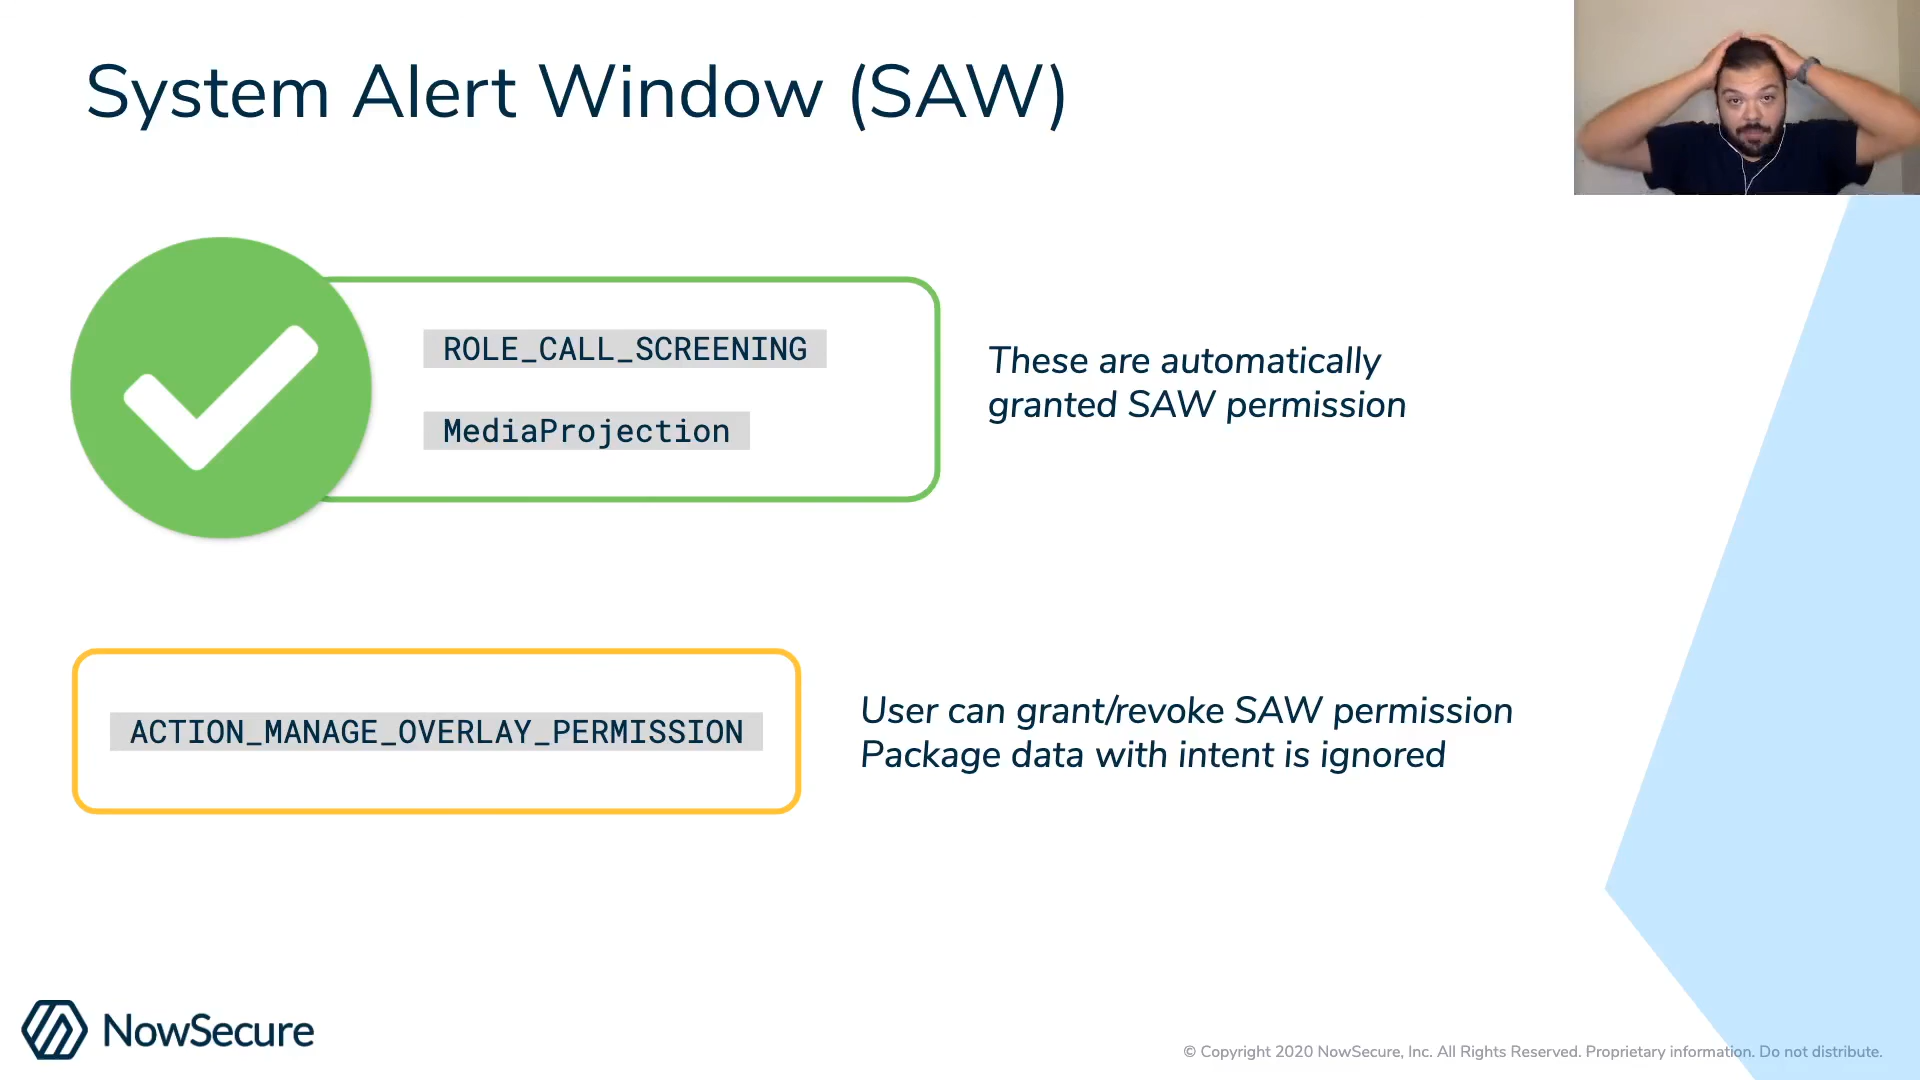 System Alert Window (SAW)
ROLE_CALL_SCREENING
MediaProjection
These are automatically
granted SAW permission
ACTION_MANAGE_OVERLAY_PERMISSION
User can grant/revoke SAW permission
Package data with intent is ignored
NowSecure
© Copyright 2020 NowSecure, Inc. All Rights Reserved. Proprietary information. Do not distribute.